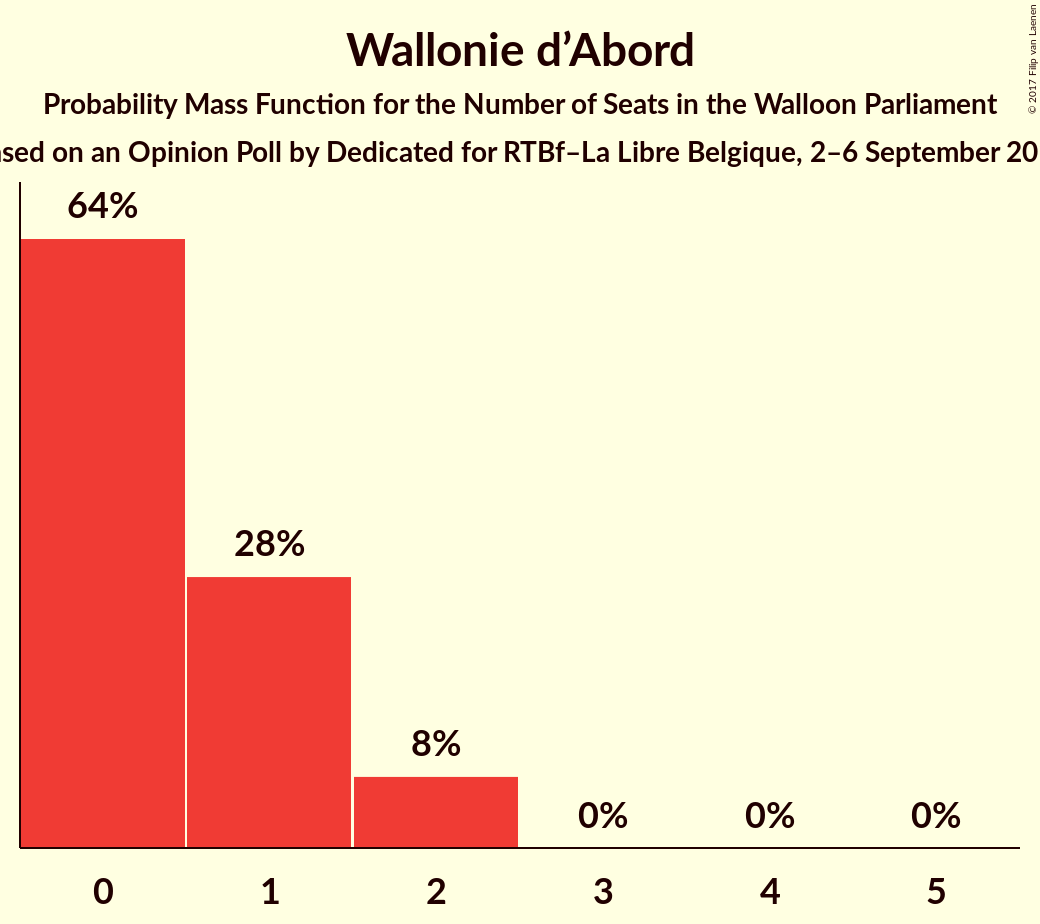 Wallonie d’Abord
Probability Mass Function for the Number of Seats in the Walloon Parliament
on an Opinion Poll by Dedicated for RTBf–La Libre Belgique, 2–6 September
64%
28%
8%
0% 0% 0%
0 1 2 3 4 5
© 2017 Filip van Laenen